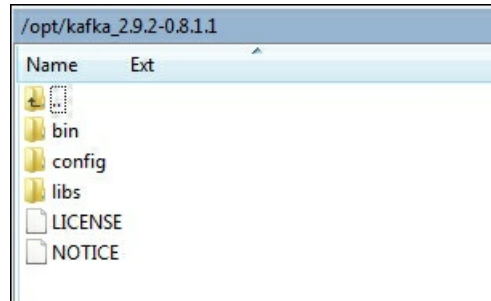 /opt/kafka_2.9.2-0.8.1.1
Name Ext
..
bin
config
libs
LICENSE
NOTICE